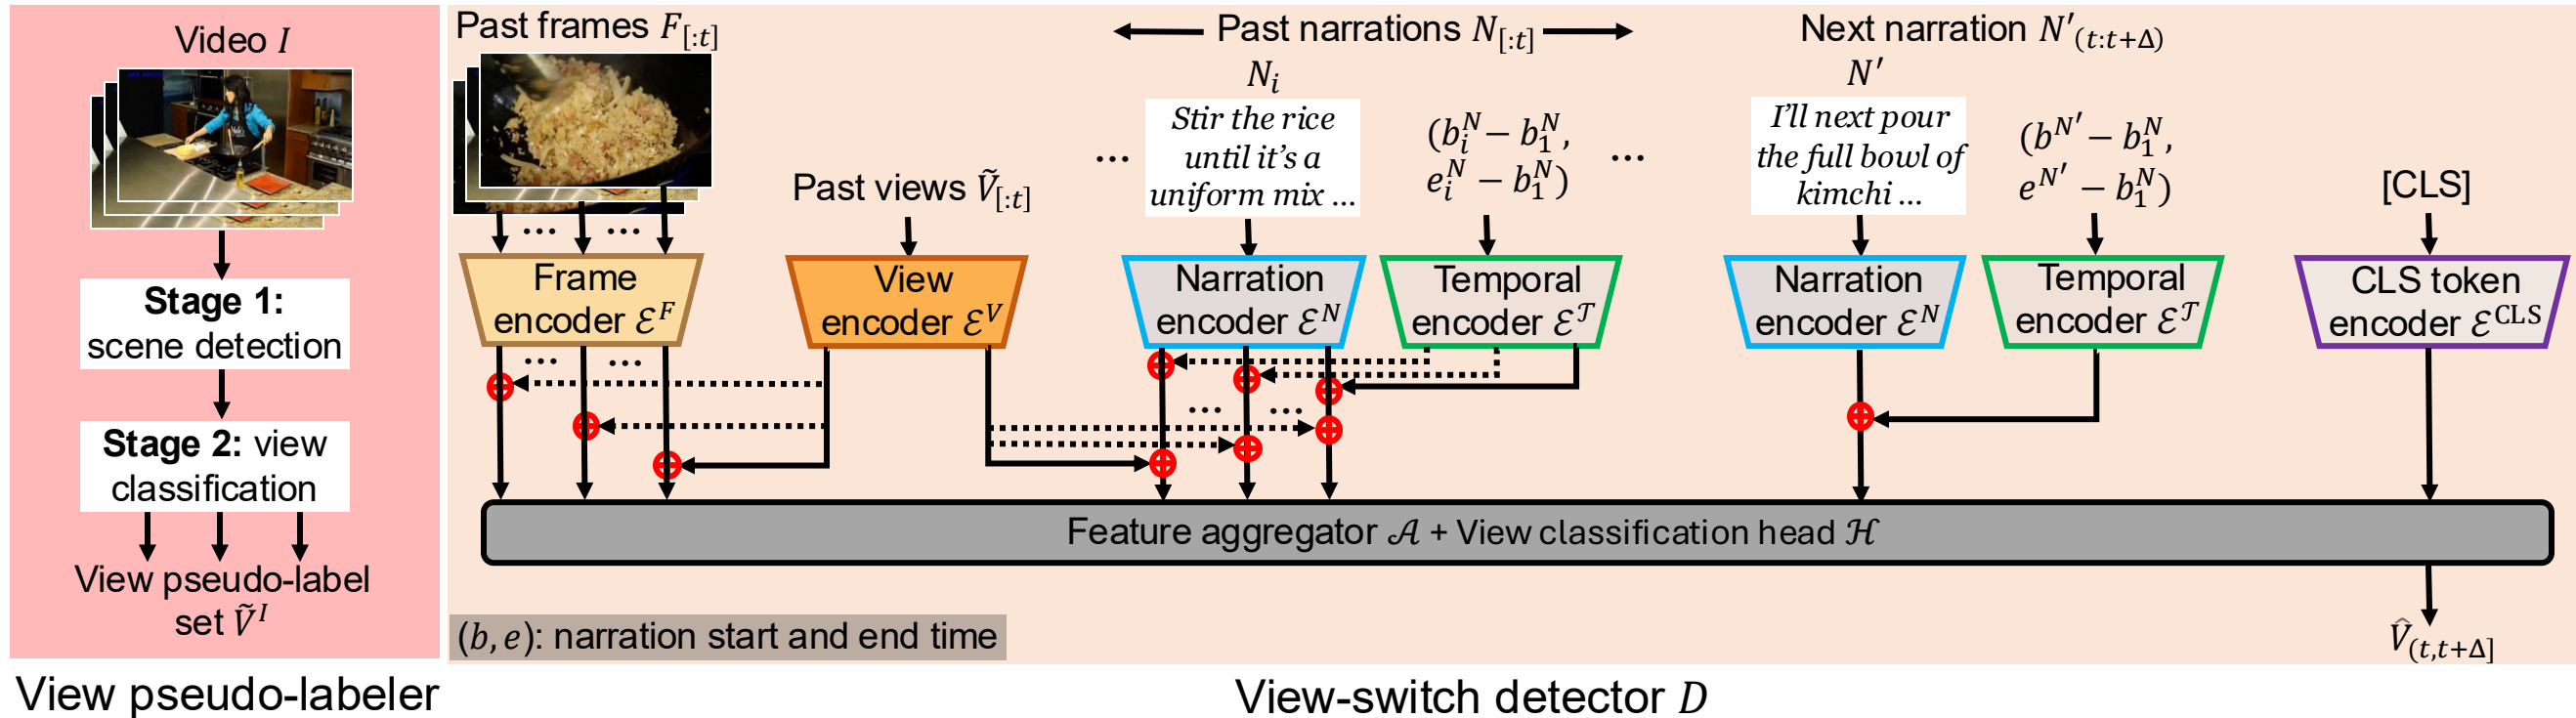 Video I
Stage 1:
scene detection
Stage 2: view
classification
View pseudo-label
set Ṽ^I
View pseudo-labeler
Past frames F_[:t]
Past views Ṽ_[:t]
Past narrations N_[:t]
N_i
Stir the rice
until it's a
uniform mix ...
(b_i^N − b_1^N,
e_i^N − b_1^N)
Next narration N′_(t:t+Δ)
N′
I'll next pour
the full bowl of
kimchi ...
(b^N′ − b_1^N,
e^N′ − b_1^N)
[CLS]
Frame
encoder ℰ^F
View
encoder ℰ^V
Narration
encoder ℰ^N
Temporal
encoder ℰ^𝒯
Narration
encoder ℰ^N
Temporal
encoder ℰ^𝒯
CLS token
encoder ℰ^CLS
Feature aggregator 𝒜 + View classification head ℋ
(b, e): narration start and end time
V̂_(t,t+Δ]
View-switch detector D